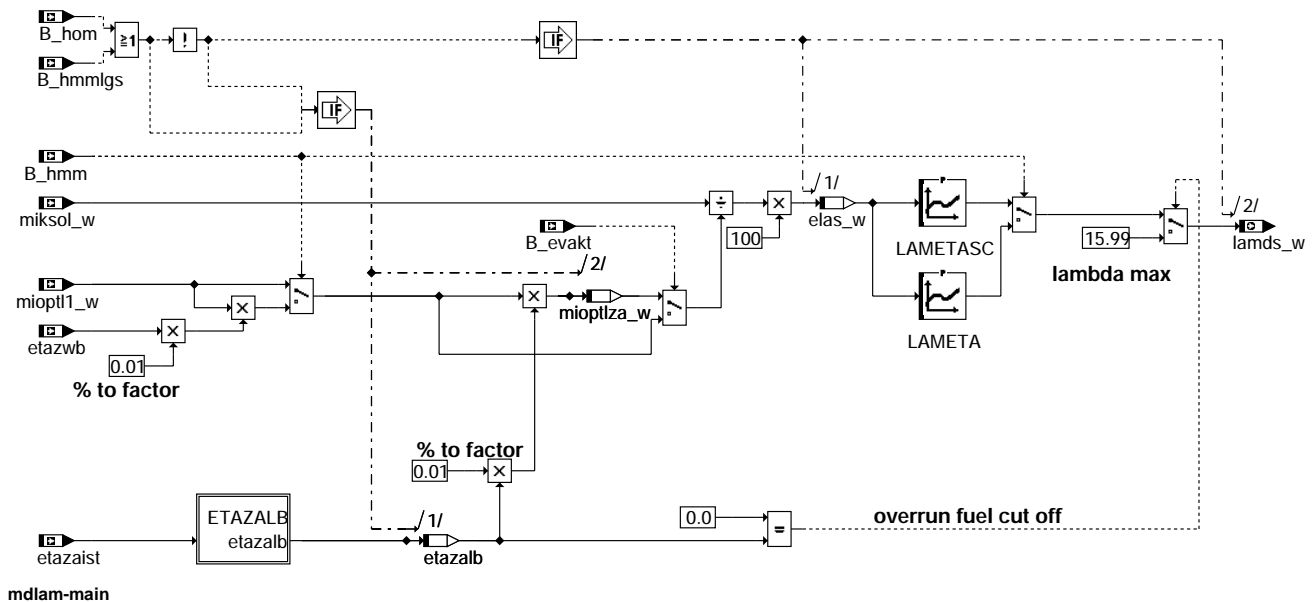 B_hom
≥1
!
IF
B_hmmlgs
IF
B_hmm
/1/
P
/2/
miksol_w
÷
×
elas_w
100
B_evakt
/2/
LAMETASC
15.99
lamds_w
lambda max
mioptl1_w
×
×
mioptlza_w
P
etazwb
×
0.01
LAMETA
% to factor
% to factor
0.01
×
ETAZALB
etazalb
/1/
0.0
=
overrun fuel cut off
etazaist
etazalb
mdlam-main